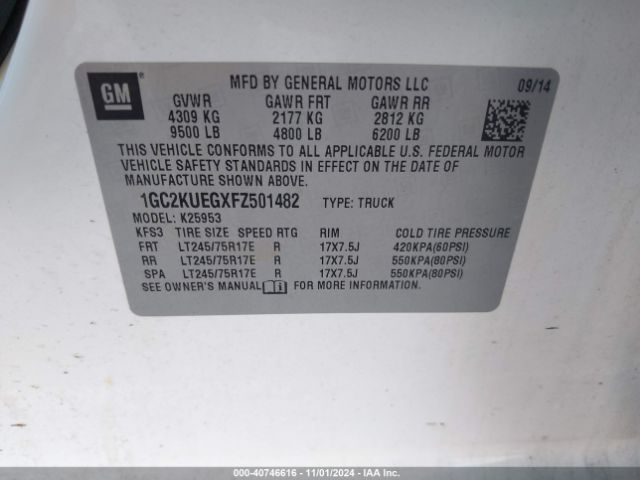 GM ® MFD BY GENERAL MOTORS LLC 09/14
GVWR GAWR FRT GAWR RR
4309 KG 2177 KG 2812 KG
9500 LB 4800 LB 6200 LB
THIS VEHICLE CONFORMS TO ALL APPLICABLE U.S. FEDERAL MOTOR
VEHICLE SAFETY STANDARDS IN EFFECT ON THE DATE OF
MANUFACTURE SHOWN ABOVE.
1GC2KUEGXFZ501482 TYPE: TRUCK
MODEL: K25953
KFS3 TIRE SIZE SPEED RTG RIM COLD TIRE PRESSURE
FRT LT245/75R17E R 17X7.5J 420KPA(60PSI)
RR LT245/75R17E R 17X7.5J 550KPA(80PSI)
SPA LT245/75R17E R 17X7.5J 550KPA(80PSI)
SEE OWNER'S MANUAL FOR MORE INFORMATION.
000-40746616 - 11/01/2024 - IAA Inc.